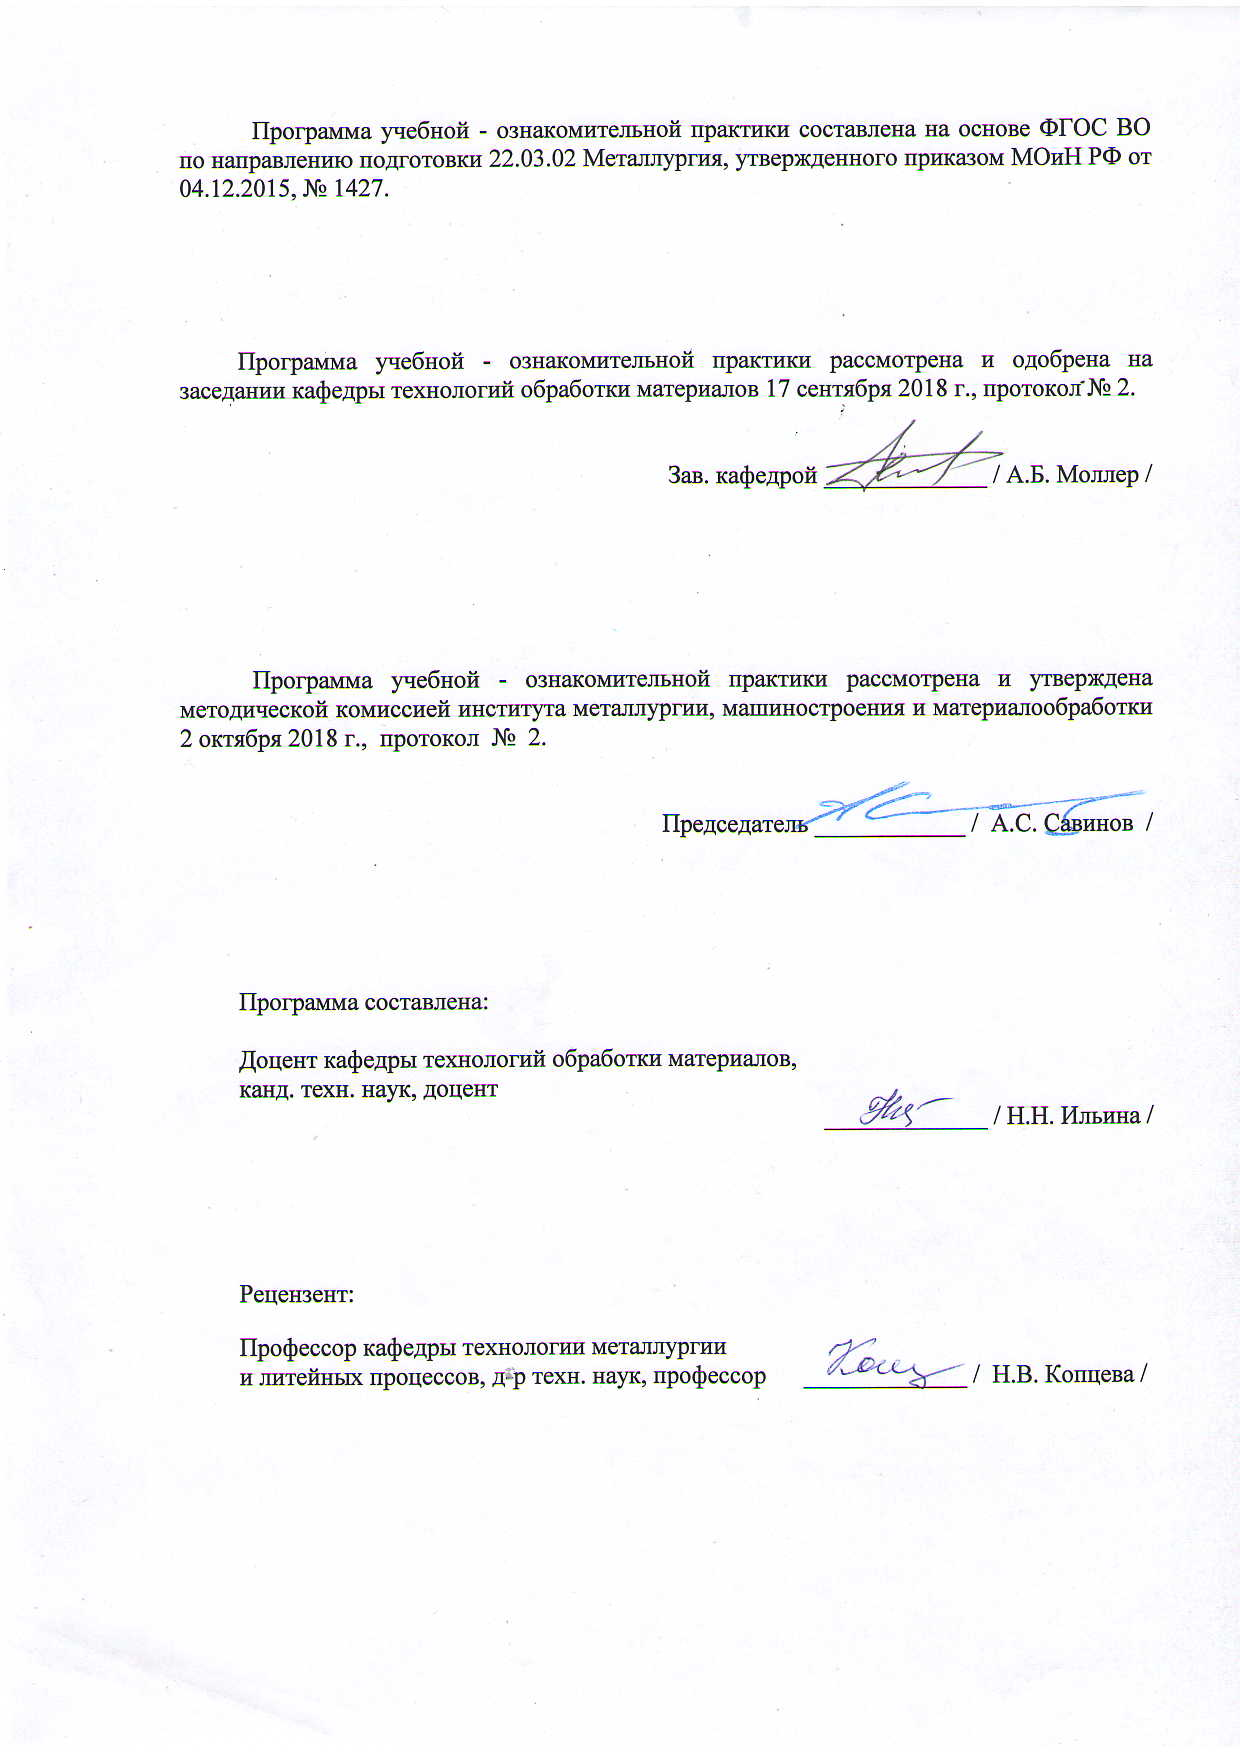 Программа учебной - ознакомительной практики составлена на основе ФГОС ВО
по направлению подготовки 22.03.02 Металлургия, утвержденного приказом МОиН РФ от
04.12.2015, № 1427.
Программа учебной - ознакомительной практики рассмотрена и одобрена на
заседании кафедры технологий обработки материалов 17 сентября 2018 г., протокол № 2.
Зав. кафедрой _____________ / А.Б. Моллер /
Программа учебной - ознакомительной практики рассмотрена и утверждена
методической комиссией института металлургии, машиностроения и материалообработки
2 октября 2018 г., протокол № 2.
Председатель ____________ / А.С. Савинов /
Программа составлена:
Доцент кафедры технологий обработки материалов,
канд. техн. наук, доцент
_____________ / Н.Н. Ильина /
Рецензент:
Профессор кафедры технологии металлургии
и литейных процессов, д-р техн. наук, профессор _____________ / Н.В. Копцева /